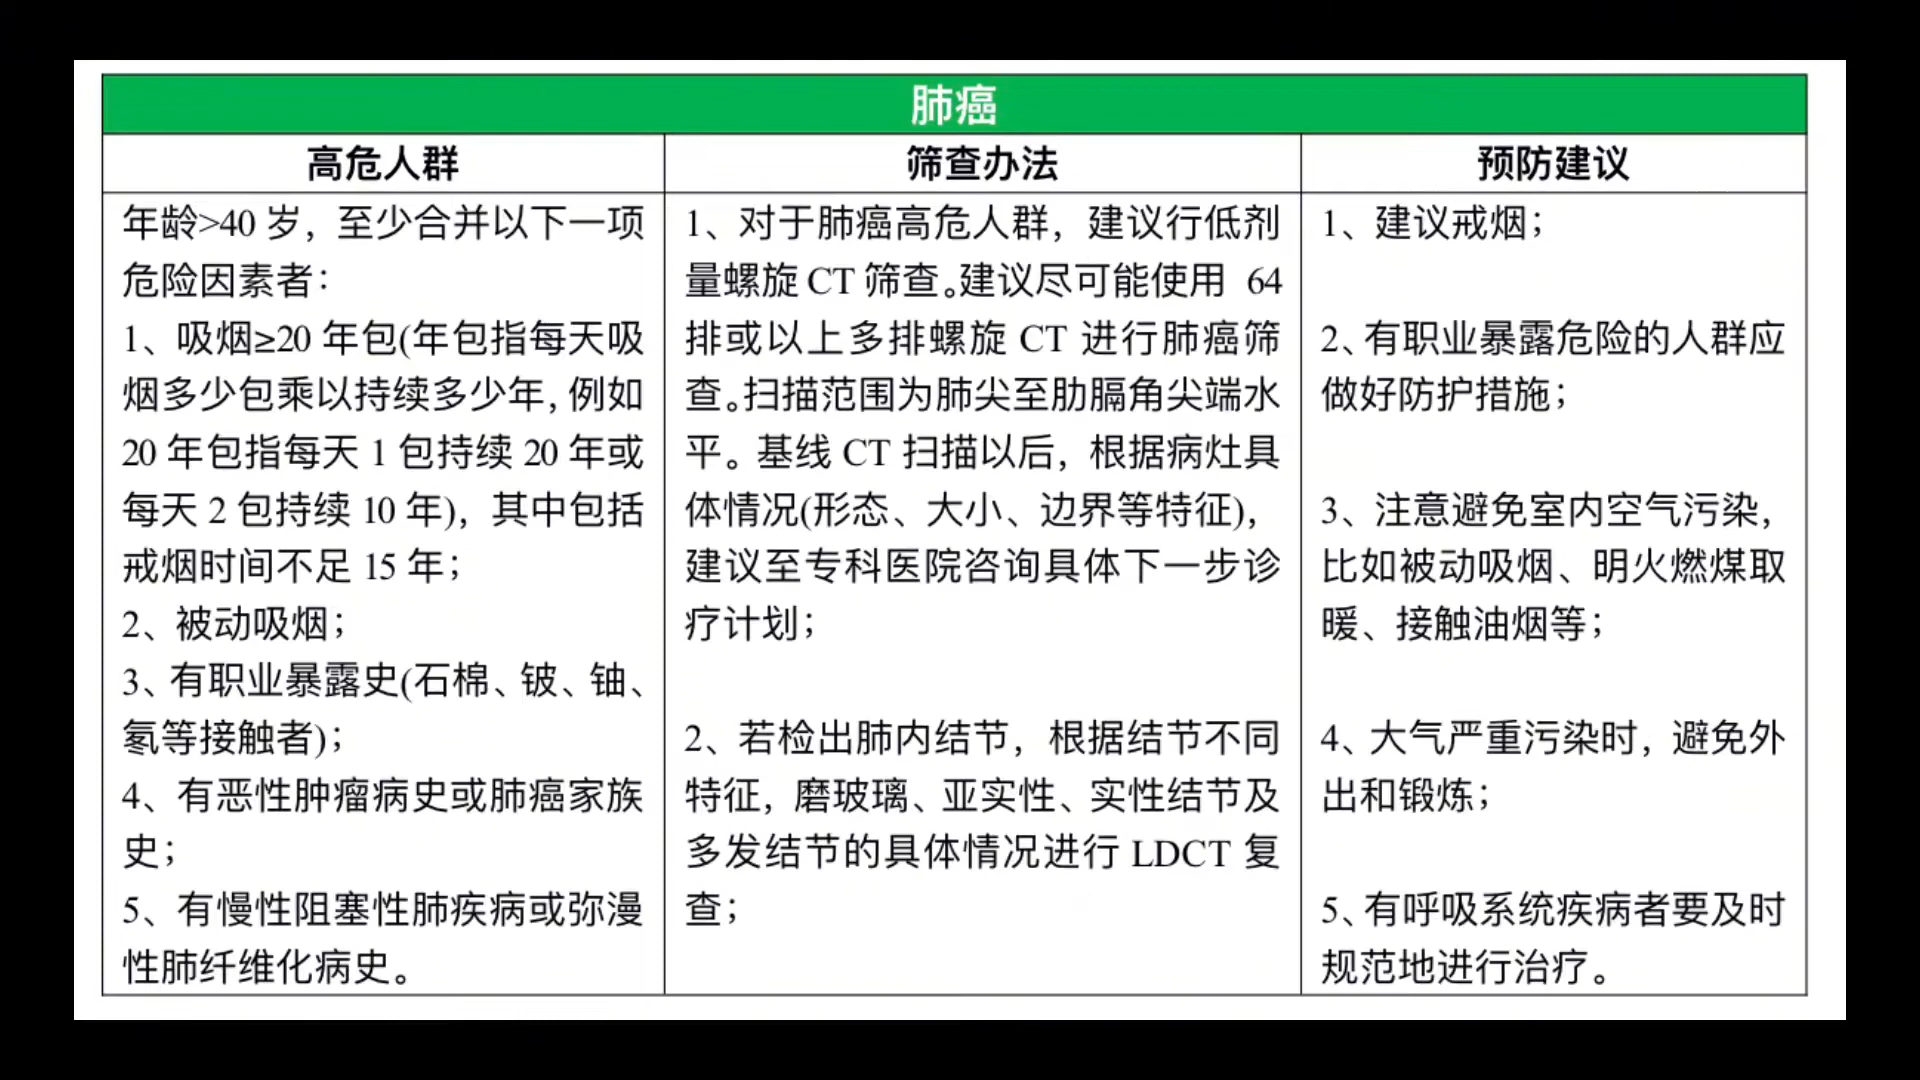 肺癌
高危人群
筛查办法
预防建议
年龄>40 岁，至少合并以下一项
危险因素者：
1、吸烟≥20 年包(年包指每天吸
烟多少包乘以持续多少年，例如
20 年包指每天 1 包持续 20 年或
每天 2 包持续 10 年)，其中包括
戒烟时间不足 15 年；
2、被动吸烟；
3、有职业暴露史(石棉、铍、铀、
氡等接触者)；
4、有恶性肿瘤病史或肺癌家族
史；
5、有慢性阻塞性肺疾病或弥漫
性肺纤维化病史。
1、对于肺癌高危人群，建议行低剂
量螺旋 CT 筛查。建议尽可能使用 64
排或以上多排螺旋 CT 进行肺癌筛
查。扫描范围为肺尖至肋膈角尖端水
平。基线 CT 扫描以后，根据病灶具
体情况(形态、大小、边界等特征)，
建议至专科医院咨询具体下一步诊
疗计划；
2、若检出肺内结节，根据结节不同
特征，磨玻璃、亚实性、实性结节及
多发结节的具体情况进行 LDCT 复
查；
1、建议戒烟；
2、有职业暴露危险的人群应
做好防护措施；
3、注意避免室内空气污染，
比如被动吸烟、明火燃煤取
暖、接触油烟等；
4、大气严重污染时，避免外
出和锻炼；
5、有呼吸系统疾病者要及时
规范地进行治疗。